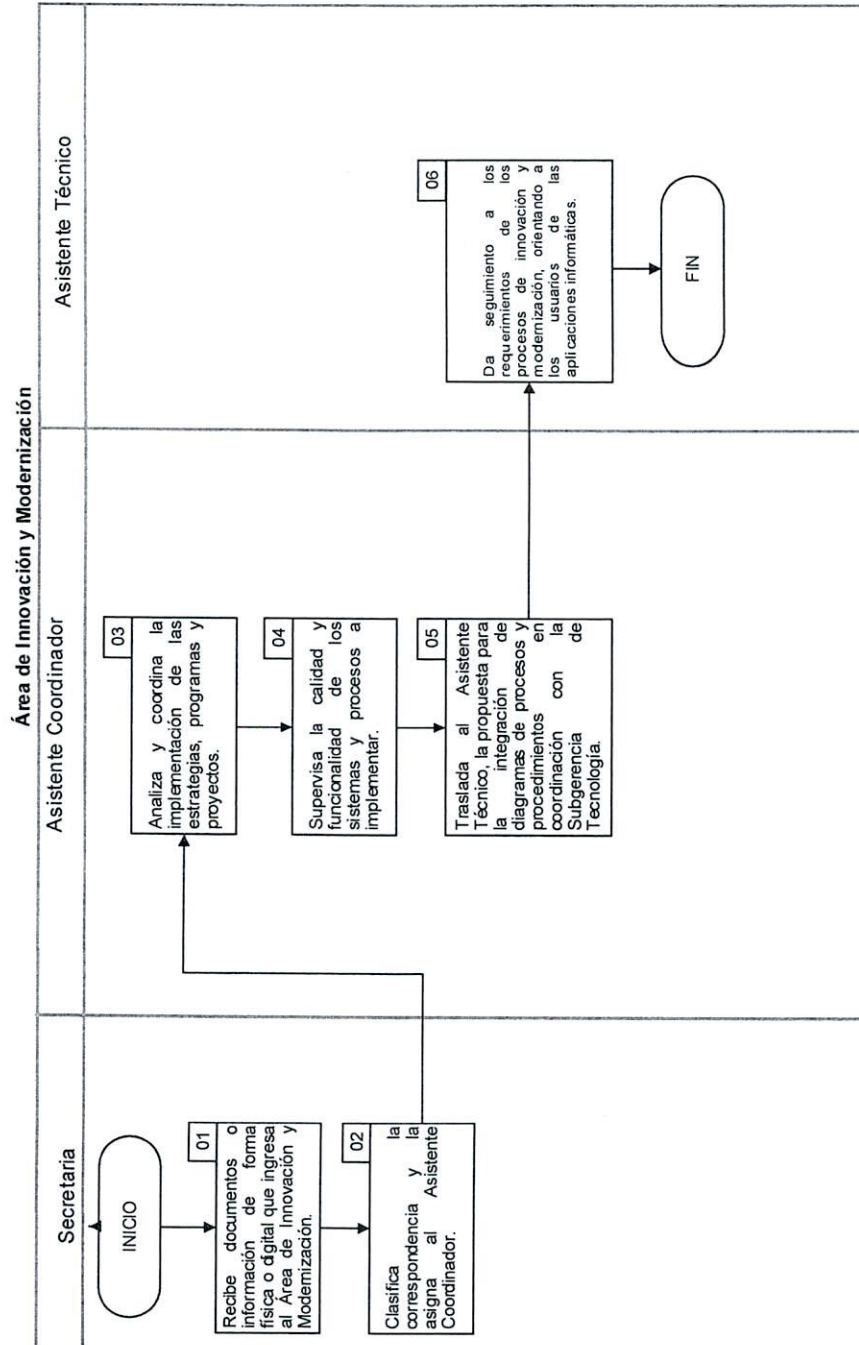 Área de Innovación y Modernización
Secretaria
Asistente Coordinador
Asistente Técnico
INICIO
01
Recibe documentos o
información de forma
física o digital que ingresa
al Área de Innovación y
Modernización.
02
Clasifica la
correspondencia y la
asigna al Asistente
Coordinador.
03
Analiza y coordina la
implementación de las
estrategias, programas y
proyectos.
04
Supervisa la calidad y
funcionalidad de los
sistemas y procesos a
implementar.
05
Traslada al Asistente
Técnico, la propuesta para
la integración de
diagramas de procesos y
procedimientos en
coordinación con la
Subgerencia de
Tecnología.
06
Da seguimiento a los
requerimientos de los
procesos de innovación y
modernización, orientando a
los usuarios de las
aplicaciones informáticas.
FIN